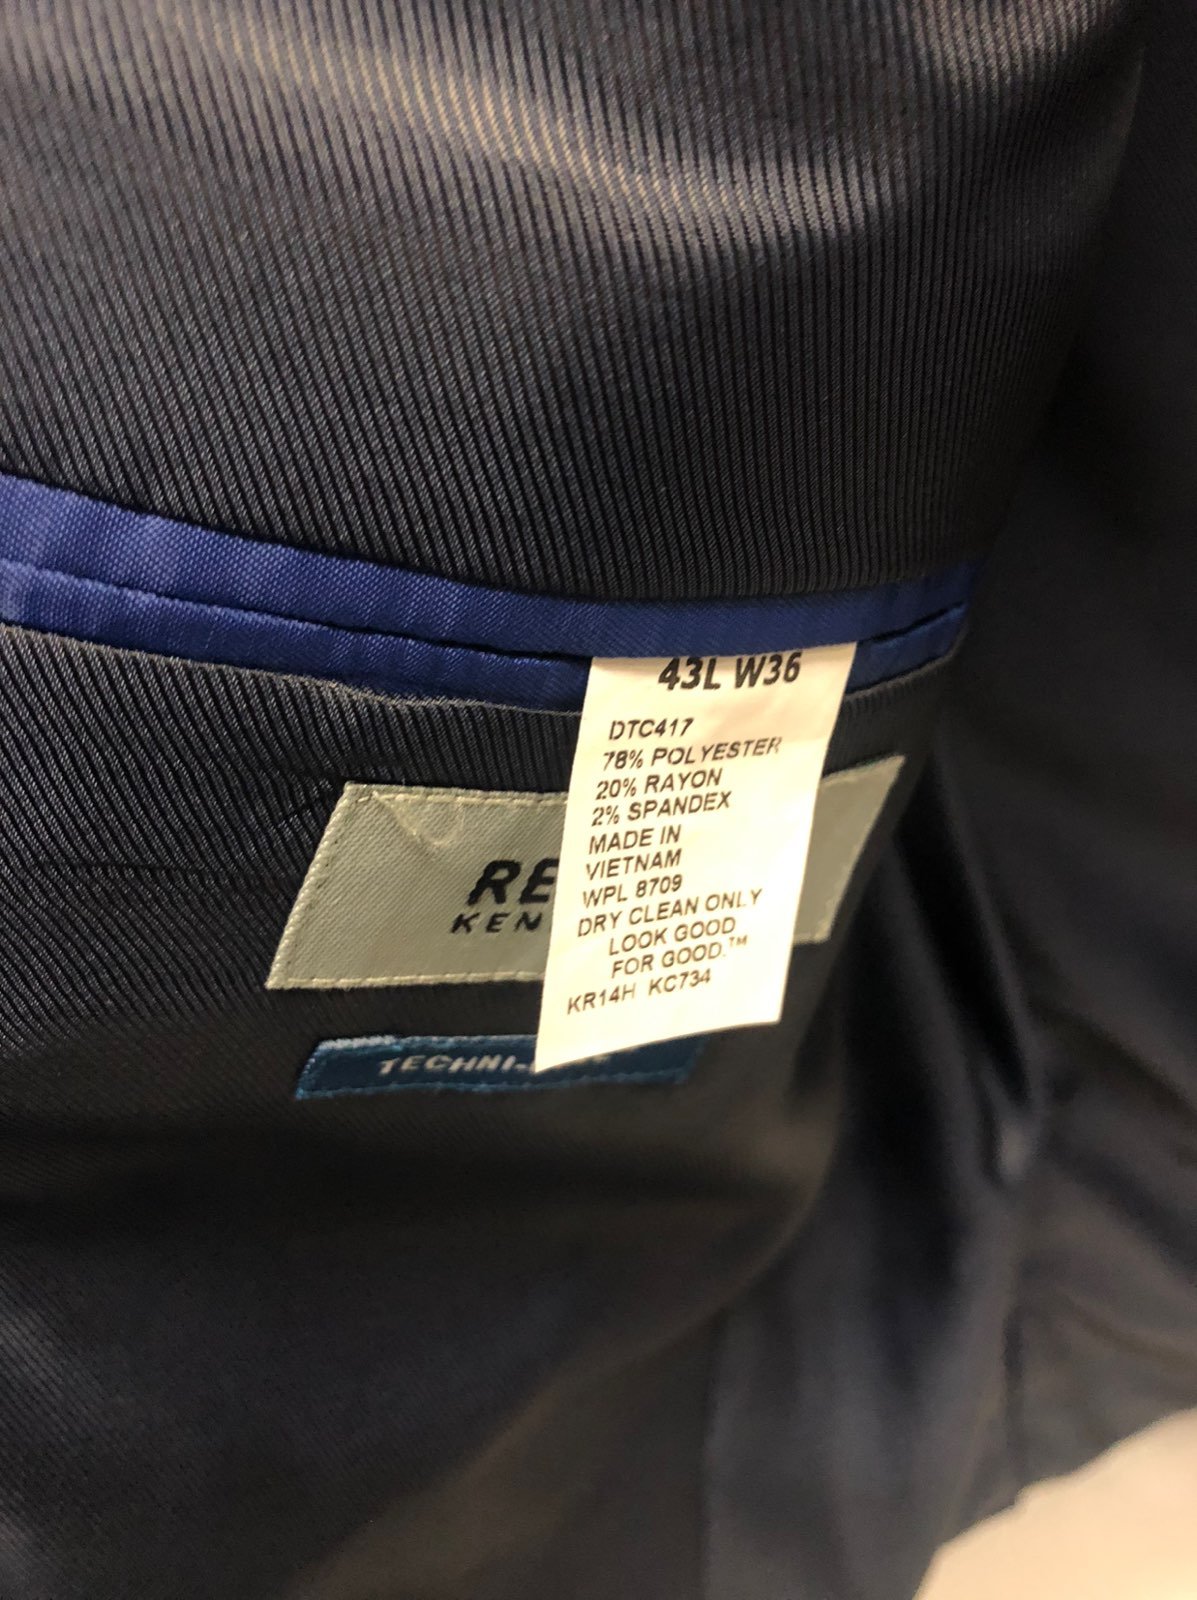 43L W36
DTC417
78% POLYESTER
20% RAYON
2% SPANDEX
MADE IN
VIETNAM
WPL 8709
DRY CLEAN ONLY
LOOK GOOD
FOR GOOD.™
KR14H KC734
RE
KEN
TECHNI-